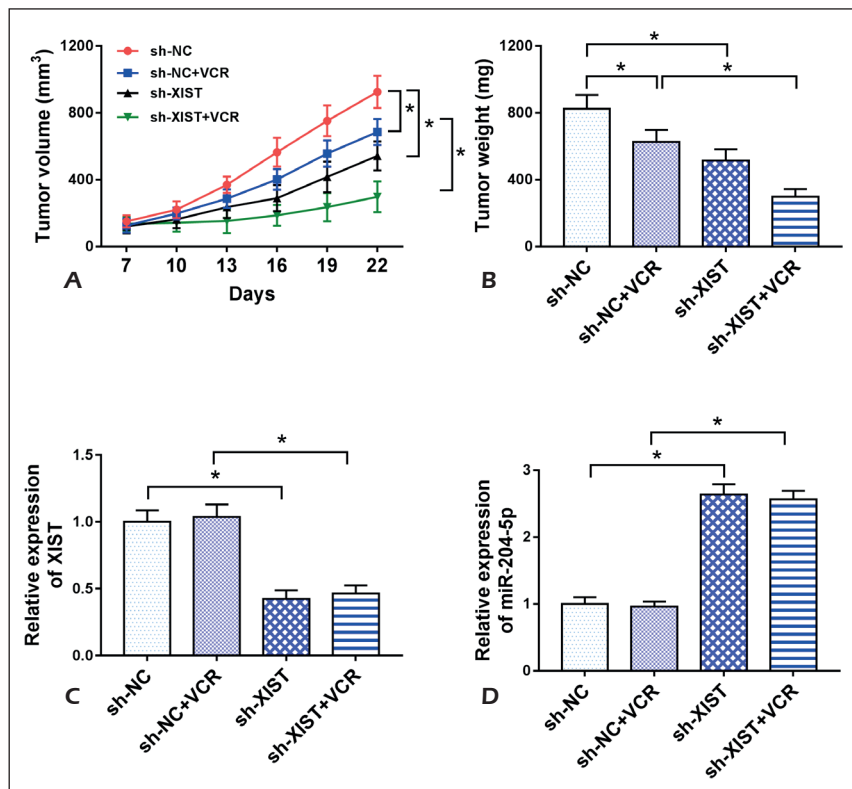 sh-NC
sh-NC+VCR
sh-XIST
sh-XIST+VCR
Tumor volume (mm3)
1200
800
400
0
7 10 13 16 19 22
Days
*
*
*
A
Tumor weight (mg)
1200
800
400
0
*
* *
sh-NC
sh-NC+VCR
sh-XIST
sh-XIST+VCR
B
Relative expression
of XIST
1.5
1.0
0.5
0.0
*
*
sh-NC
sh-NC+VCR
sh-XIST
sh-XIST+VCR
C
Relative expression
of miR-204-5p
3
2
1
0
*
*
sh-NC
sh-NC+VCR
sh-XIST
sh-XIST+VCR
D